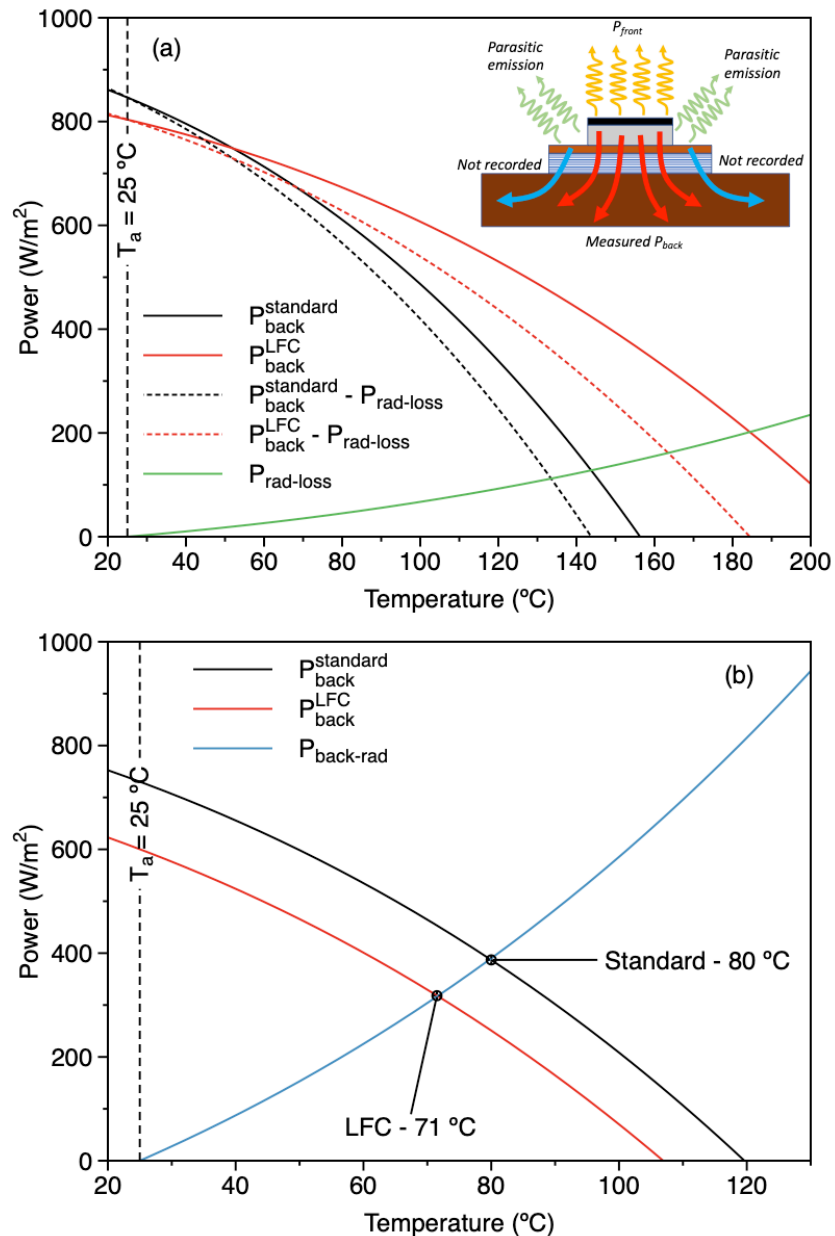 1000
(a)
P_front
Parasitic
emission
Parasitic
emission
Not recorded
Not recorded
Measured P_back
800
600
400
200
0
Power (W/m²)
T_a = 25 ºC
P_back^standard
P_back^LFC
P_back^standard - P_rad-loss
P_back^LFC - P_rad-loss
P_rad-loss
20 40 60 80 100 120 140 160 180 200
Temperature (ºC)
1000
(b)
P_back^standard
P_back^LFC
P_back-rad
800
600
400
200
0
Power (W/m²)
T_a = 25 ºC
Standard - 80 ºC
LFC - 71 ºC
20 40 60 80 100 120
Temperature (ºC)